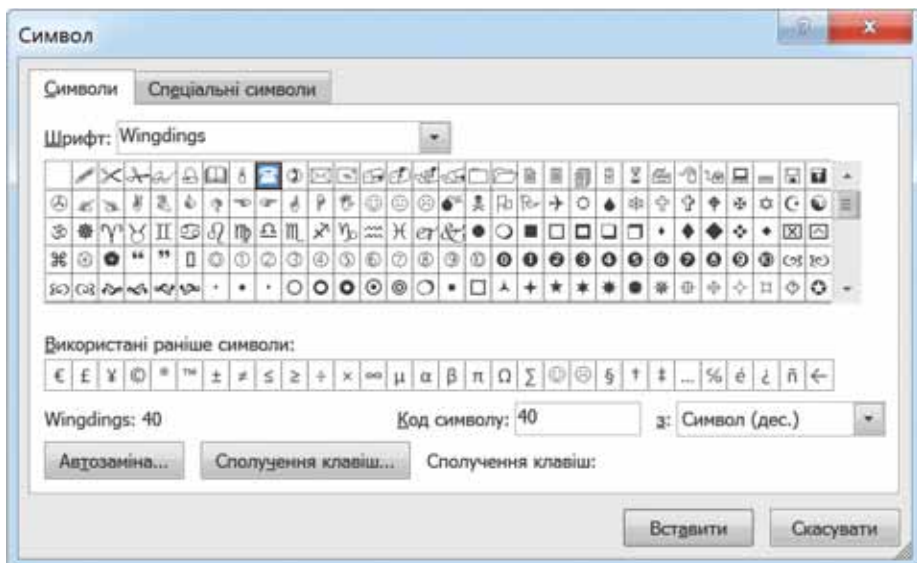 Символ
Символи Спеціальні символи
Шрифт: Wingdings
Використані раніше символи:
€ £ ¥ © ® ™ ± ≠ ≤ ≥ ÷ × ∞ µ α β π Ω ∑ ☺ ☹ § † ‡ ... ℅ é ¿ ñ ←
Wingdings: 40 Код символу: 40 з: Символ (дес.)
Автозаміна... Сполучення клавіш... Сполучення клавіш:
Вставити Скасувати